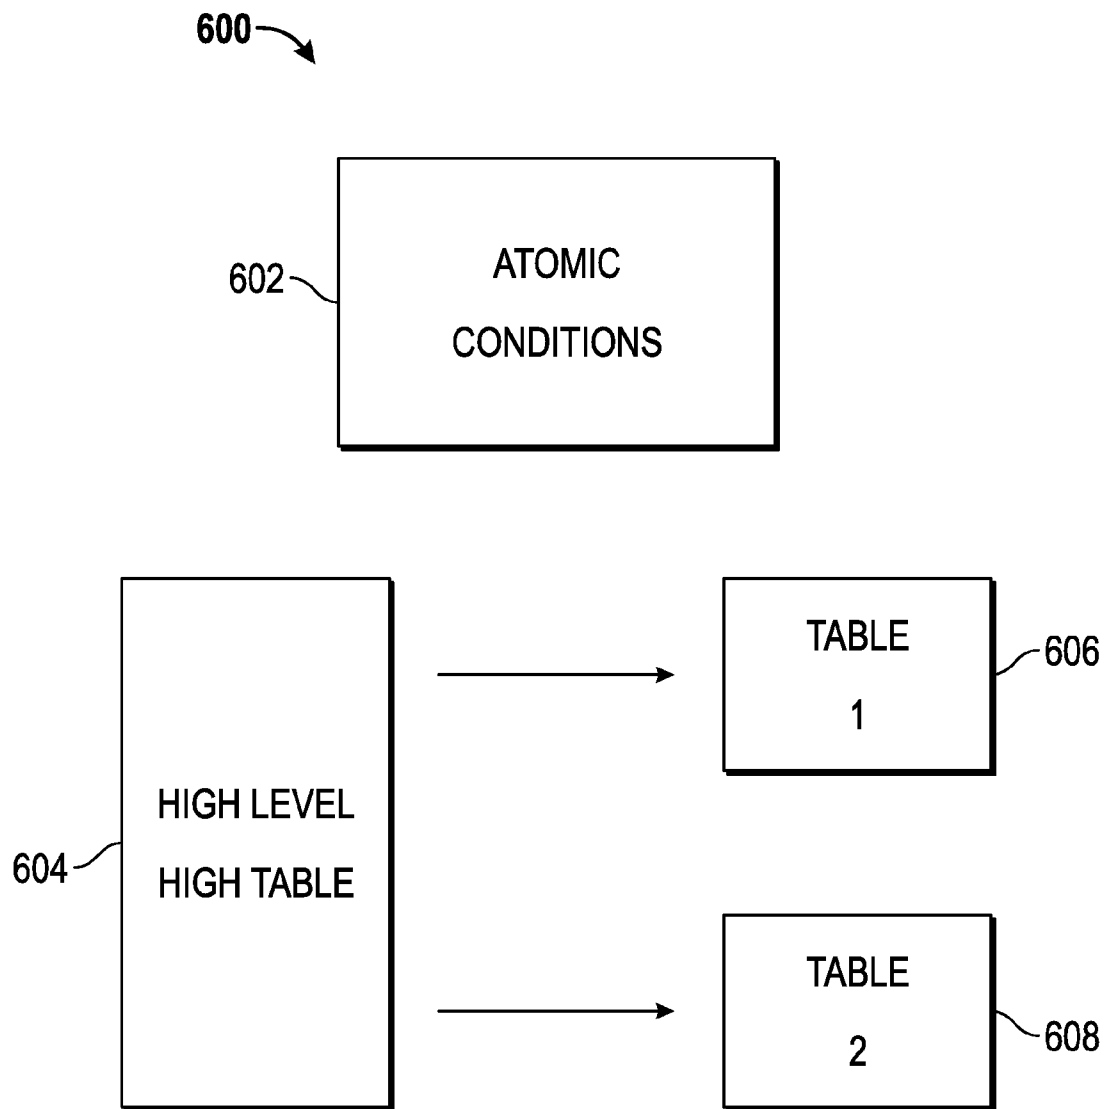 600
602
ATOMIC
CONDITIONS
TABLE
1
606
604
HIGH LEVEL
HIGH TABLE
TABLE
2
608